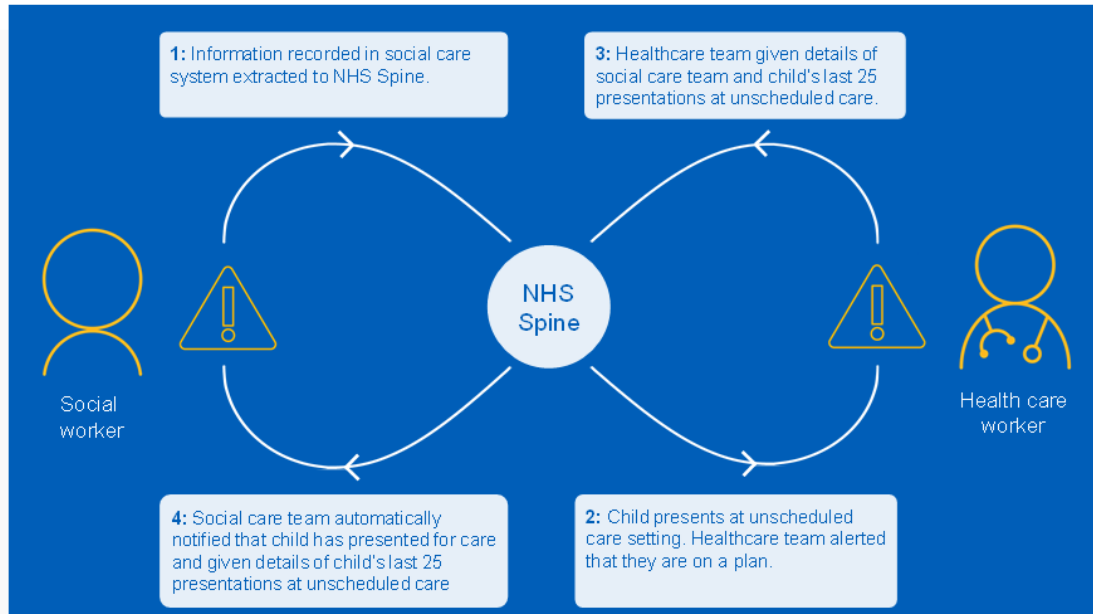 1: Information recorded in social care
system extracted to NHS Spine.
3: Healthcare team given details of
social care team and child's last 25
presentations at unscheduled care.
NHS
Spine
Social
worker
Health care
worker
4: Social care team automatically
notified that child has presented for care
and given details of child's last 25
presentations at unscheduled care
2: Child presents at unscheduled
care setting. Healthcare team alerted
that they are on a plan.